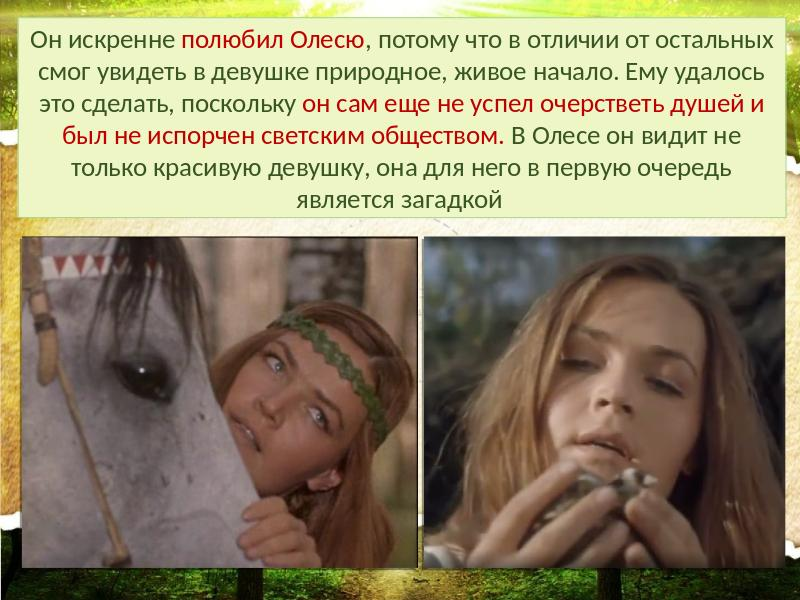 Он искренне полюбил Олесю, потому что в отличии от остальных
смог увидеть в девушке природное, живое начало. Ему удалось
это сделать, поскольку он сам еще не успел очерстветь душей и
был не испорчен светским обществом. В Олесе он видит не
только красивую девушку, она для него в первую очередь
является загадкой